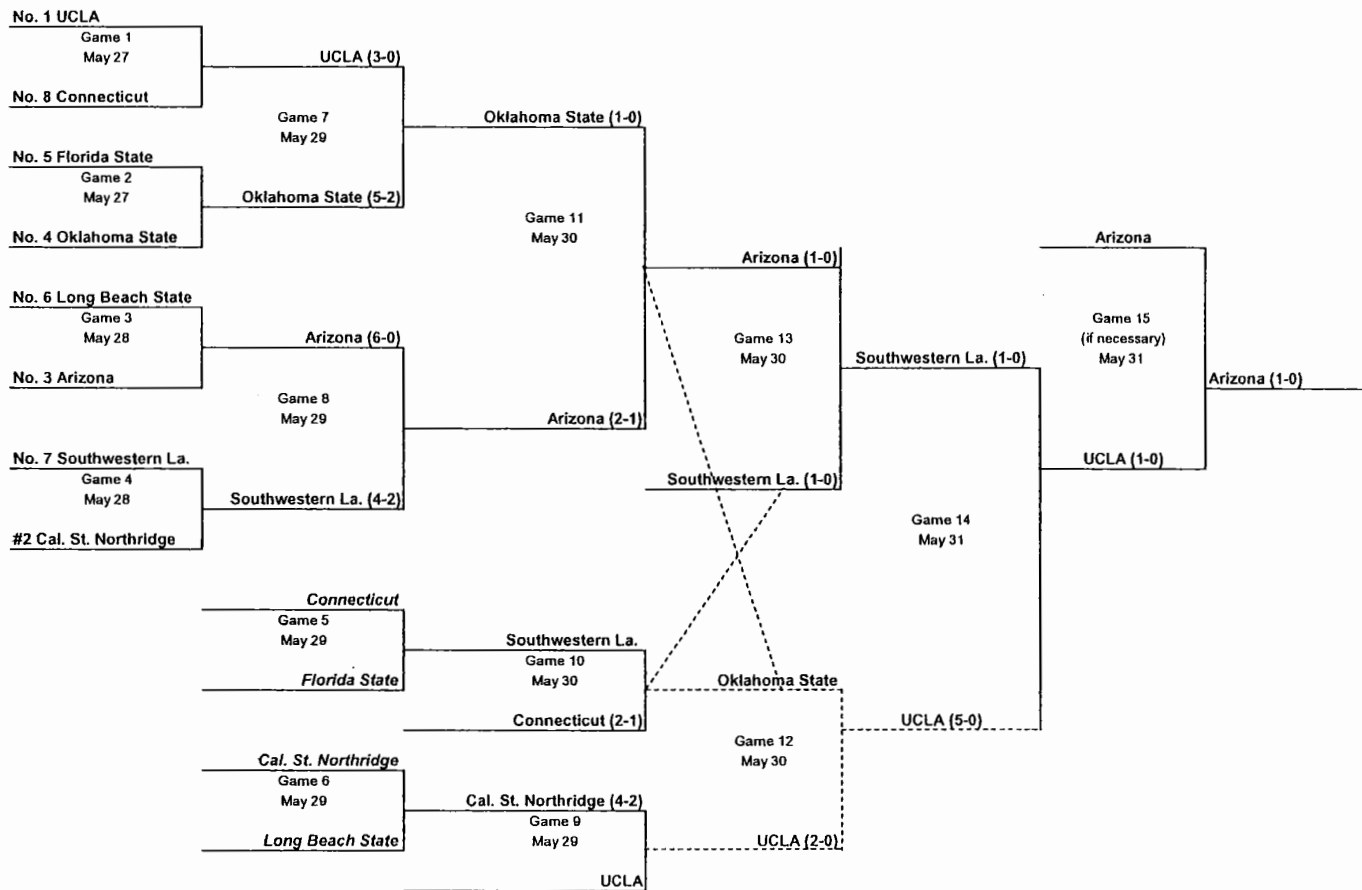 No. 1 UCLA
Game 1
May 27
No. 8 Connecticut
No. 5 Florida State
Game 2
May 27
No. 4 Oklahoma State
No. 6 Long Beach State
Game 3
May 28
No. 3 Arizona
No. 7 Southwestern La.
Game 4
May 28
#2 Cal. St. Northridge
UCLA (3-0)
Game 7
May 29
Oklahoma State (5-2)
Arizona (6-0)
Game 8
May 29
Southwestern La. (4-2)
Connecticut
Game 5
May 29
Florida State
Cal. St. Northridge
Game 6
May 29
Long Beach State
Oklahoma State (1-0)
Game 11
May 30
Arizona (2-1)
Southwestern La.
Game 10
May 30
Connecticut (2-1)
Cal. St. Northridge (4-2)
Game 9
May 29
UCLA
Arizona (1-0)
Game 13
May 30
Southwestern La. (1-0)
Oklahoma State
Game 12
May 30
UCLA (2-0)
Southwestern La. (1-0)
Game 14
May 31
UCLA (5-0)
Arizona
Game 15
(if necessary)
May 31
UCLA (1-0)
Arizona (1-0)